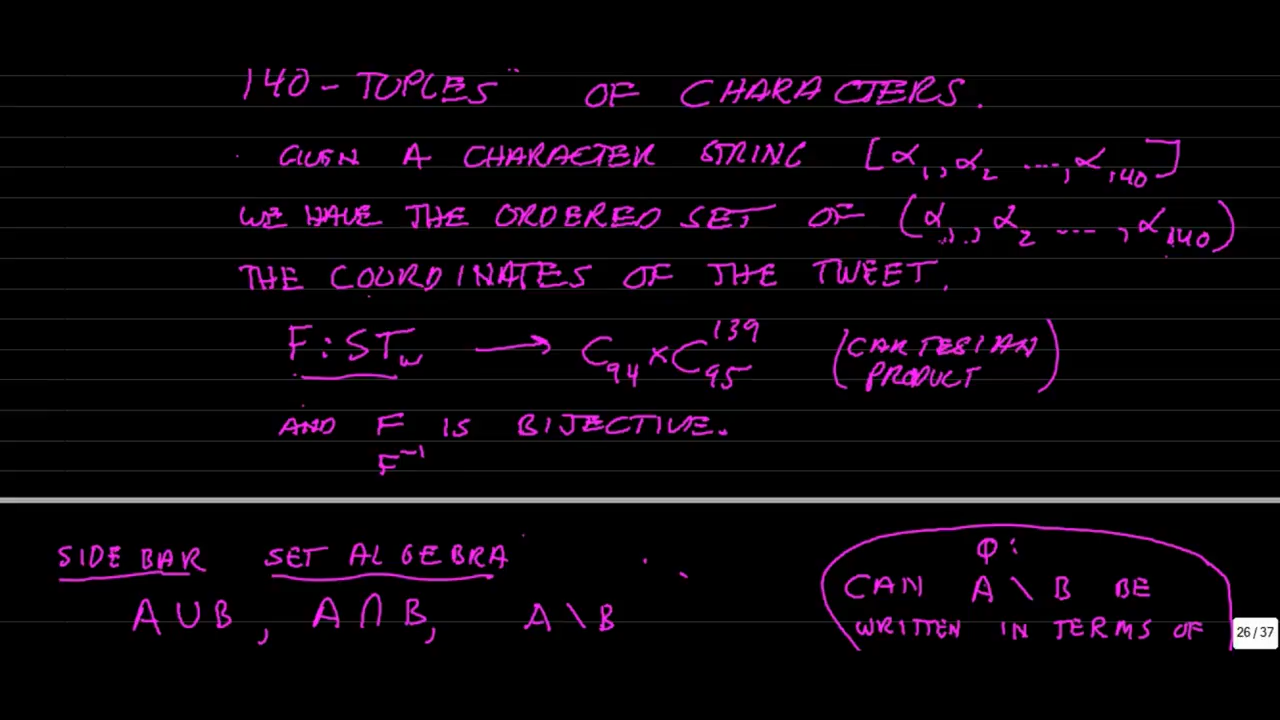 140-TUPLES" OF CHARACTERS.
GIVEN A CHARACTER STRING [α₁, α₂ ...., α₁₄₀]
WE HAVE THE ORDERED SET OF (α₁, α₂ ...., α₁₄₀)
THE COORDINATES OF THE TWEET.
F: STw → C₉₄ × C₉₅¹³⁹ (CARTESIAN PRODUCT)
AND F IS BIJECTIVE.
F⁻¹
SIDE BAR SET ALGEBRA
A ∪ B, A ∩ B, A \ B
Q:
CAN A \ B BE
WRITTEN IN TERMS OF
26 / 37